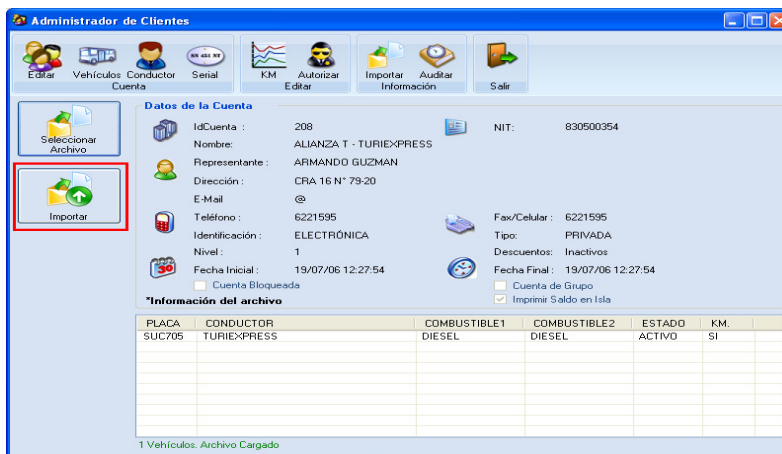 Administrador de Clientes
Editar Vehículos Conductor Serial KM Autorizar Importar Auditar Salir
Cuenta Editar Información
Datos de la Cuenta
Seleccionar
Archivo
Importar
IdCuenta : 208 NIT: 830500354
Nombre: ALIANZA T - TURIEXPRESS
Representante : ARMANDO GUZMAN
Dirección : CRA 16 N° 79-20
E-Mail @
Teléfono : 6221595 Fax/Celular : 6221595
Identificación : ELECTRÓNICA Tipo: PRIVADA
Nivel : 1 Descuentos: Inactivos
Fecha Inicial : 19/07/06 12:27:54 Fecha Final : 19/07/06 12:27:54
Cuenta Bloqueada Cuenta de Grupo
*Información del archivo Imprimir Saldo en Isla
PLACA CONDUCTOR COMBUSTIBLE1 COMBUSTIBLE2 ESTADO KM.
SUC705 TURIEXPRESS DIESEL DIESEL ACTIVO SI
1 Vehículos. Archivo Cargado